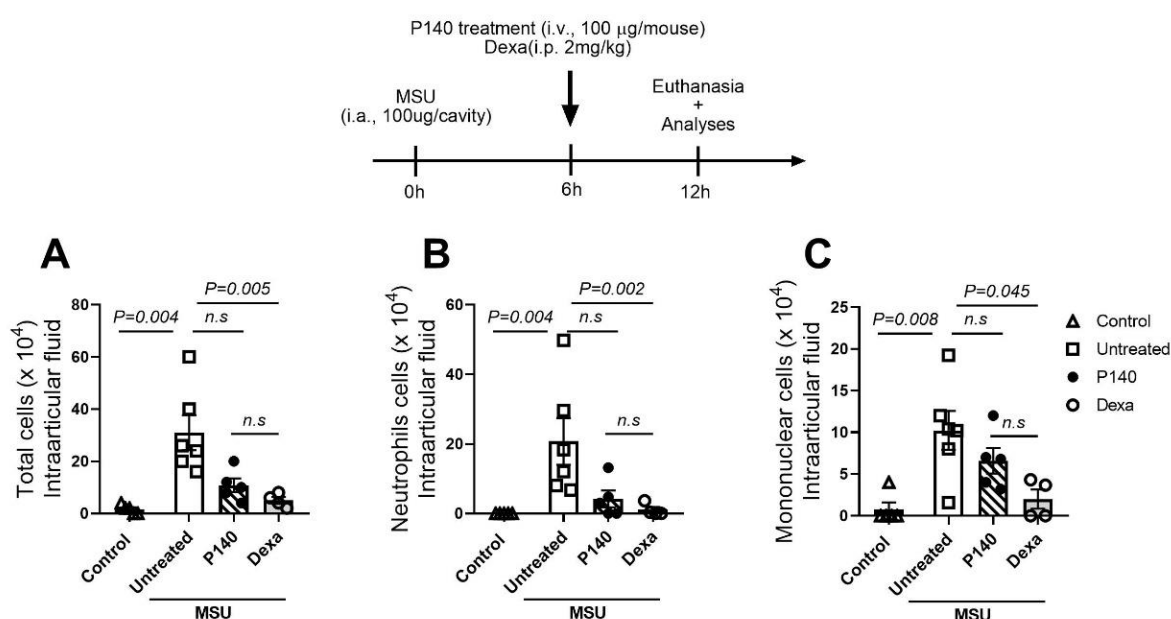 P140 treatment (i.v., 100 µg/mouse)
Dexa(i.p. 2mg/kg)
MSU
(i.a., 100ug/cavity)
Euthanasia
+
Analyses
0h
6h
12h
A
Total cells (x 10⁴)
Intraarticular fluid
80
60
40
20
0
P=0.005
P=0.004
n.s
n.s
Control
Untreated
P140
Dexa
MSU
B
Neutrophils cells (x 10⁴)
Intraarticular fluid
60
40
20
0
P=0.002
P=0.004
n.s
n.s
Control
Untreated
P140
Dexa
MSU
C
Mononuclear cells (x 10⁴)
Intraarticular fluid
25
20
15
10
5
0
P=0.045
P=0.008
n.s
n.s
Control
Untreated
P140
Dexa
MSU
Control
Untreated
P140
Dexa